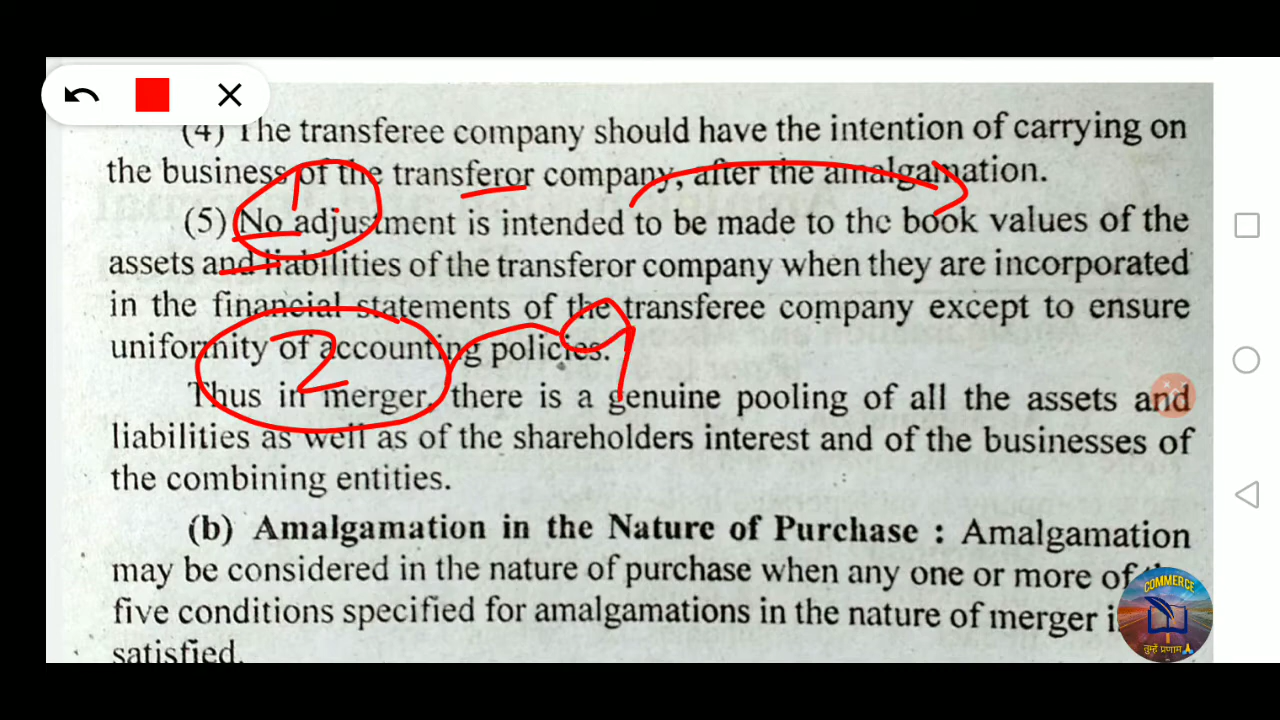 (4) The transferee company should have the intention of carrying on
the business of the transferor company, after the amalgamation.
1
(5) No adjustment is intended to be made to the book values of the
assets and liabilities of the transferor company when they are incorporated
in the financial statements of the transferee company except to ensure
uniformity of accounting policies.
2
Thus in merger, there is a genuine pooling of all the assets and
liabilities as well as of the shareholders interest and of the businesses of
the combining entities.
(b) Amalgamation in the Nature of Purchase : Amalgamation
may be considered in the nature of purchase when any one or more of
five conditions specified for amalgamations in the nature of merger
satisfied.
COMMERCE
तुम्हें प्रणाम🙏